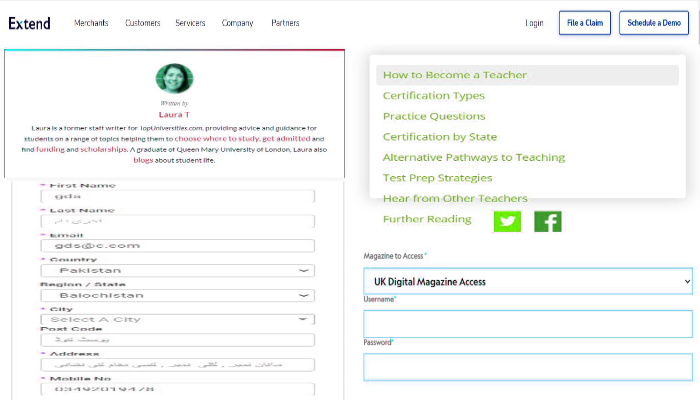 Extend
Merchants Customers Servicers Company Partners
Login File a Claim Schedule a Demo
Written by
Laura T
Laura is a former staff writer for TopUniversities.com, providing advice and guidance for
students on a range of topics helping them to choose where to study, get admitted and
find funding and scholarships. A graduate of Queen Mary University of London, Laura also
blogs about student life.
* First Name
gds
* Last Name
* Email
gds@c.com
* Country
Pakistan
Region / State
Balochistan
* City
Select A City
Post Code
پوسٹ کوڈ
* Address
* Mobile No
03492019478
How to Become a Teacher
Certification Types
Practice Questions
Certification by State
Alternative Pathways to Teaching
Test Prep Strategies
Hear from Other Teachers
Further Reading
Magazine to Access*
UK Digital Magazine Access
Username*
Password*